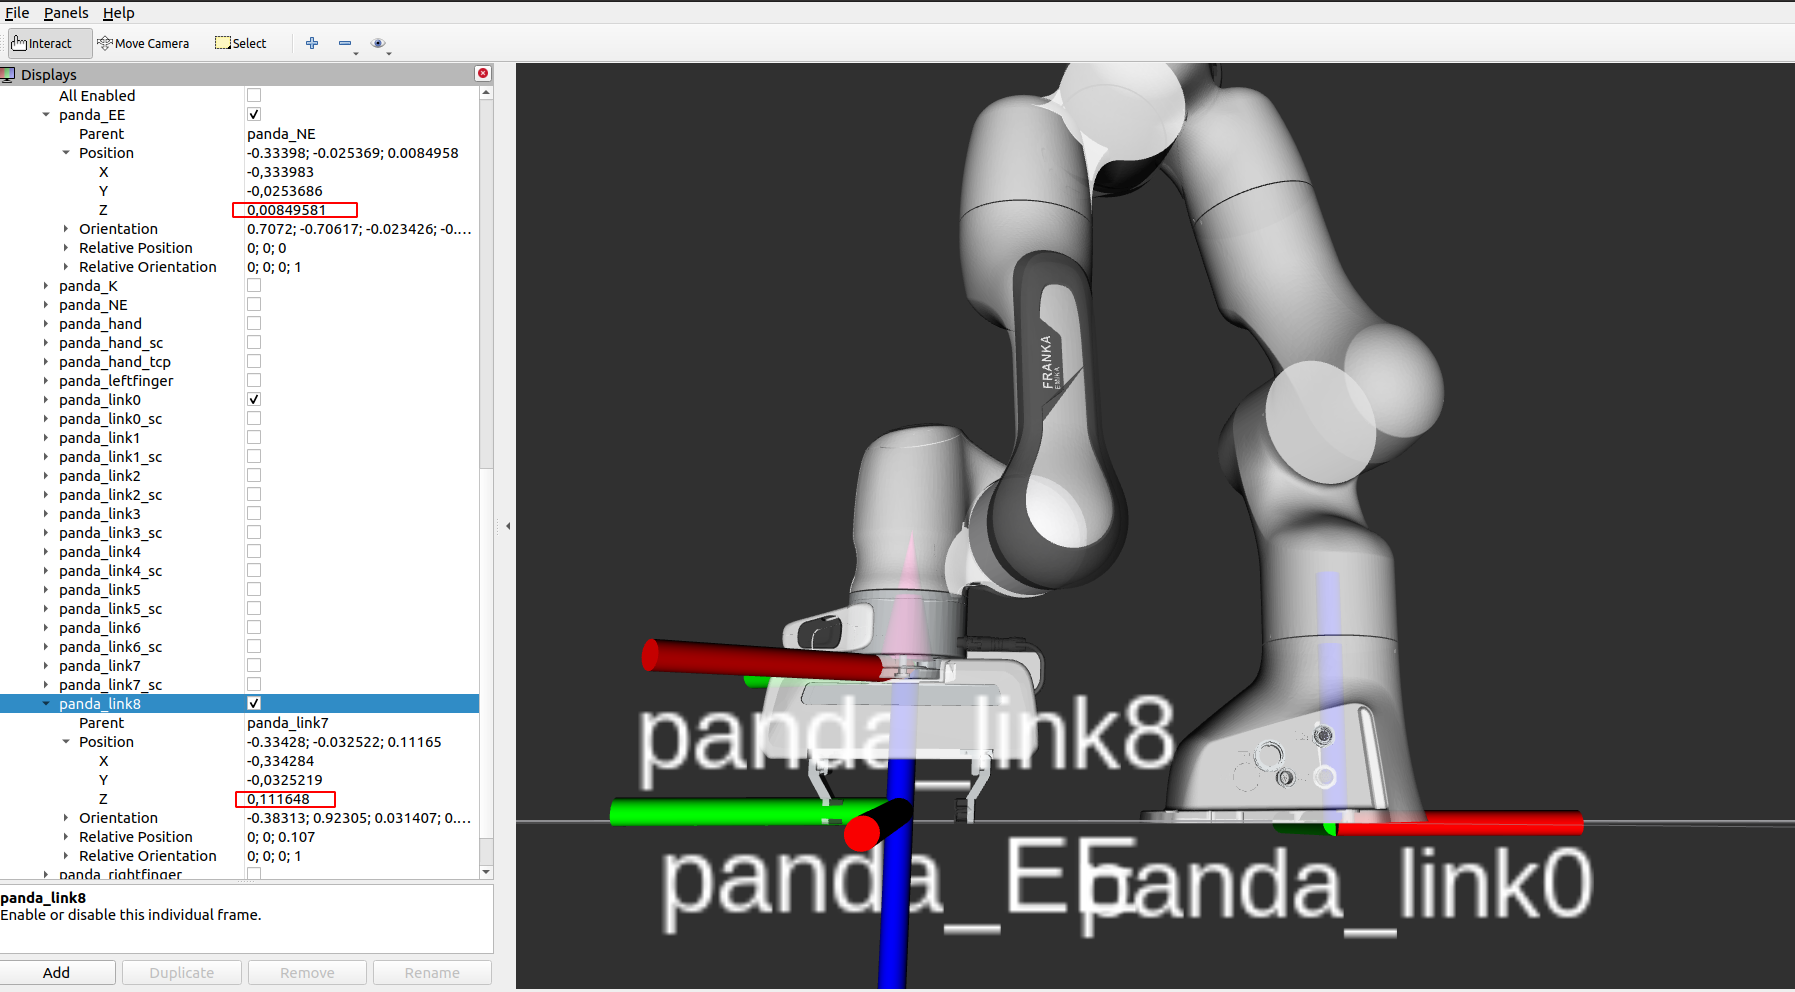 File Panels Help
Interact Move Camera Select
Displays
All Enabled
panda_EE
Parent panda_NE
Position -0.33398; -0.025369; 0.0084958
X -0,333983
Y -0,0253686
Z 0,00849581
Orientation 0.7072; -0.70617; -0.023426; -0....
Relative Position 0; 0; 0
Relative Orientation 0; 0; 0; 1
panda_K
panda_NE
panda_hand
panda_hand_sc
panda_hand_tcp
panda_leftfinger
panda_link0
panda_link0_sc
panda_link1
panda_link1_sc
panda_link2
panda_link2_sc
panda_link3
panda_link3_sc
panda_link4
panda_link4_sc
panda_link5
panda_link5_sc
panda_link6
panda_link6_sc
panda_link7
panda_link7_sc
panda_link8
Parent panda_link7
Position -0.33428; -0.032522; 0.11165
X -0,334284
Y -0,0325219
Z 0,111648
Orientation -0.38313; 0.92305; 0.031407; 0....
Relative Position 0; 0; 0.107
Relative Orientation 0; 0; 0; 1
panda_rightfinger
panda_link8
Enable or disable this individual frame.
Add Duplicate Remove Rename
FRANKA
EMIKA
panda_link8
panda_EE
panda_link0